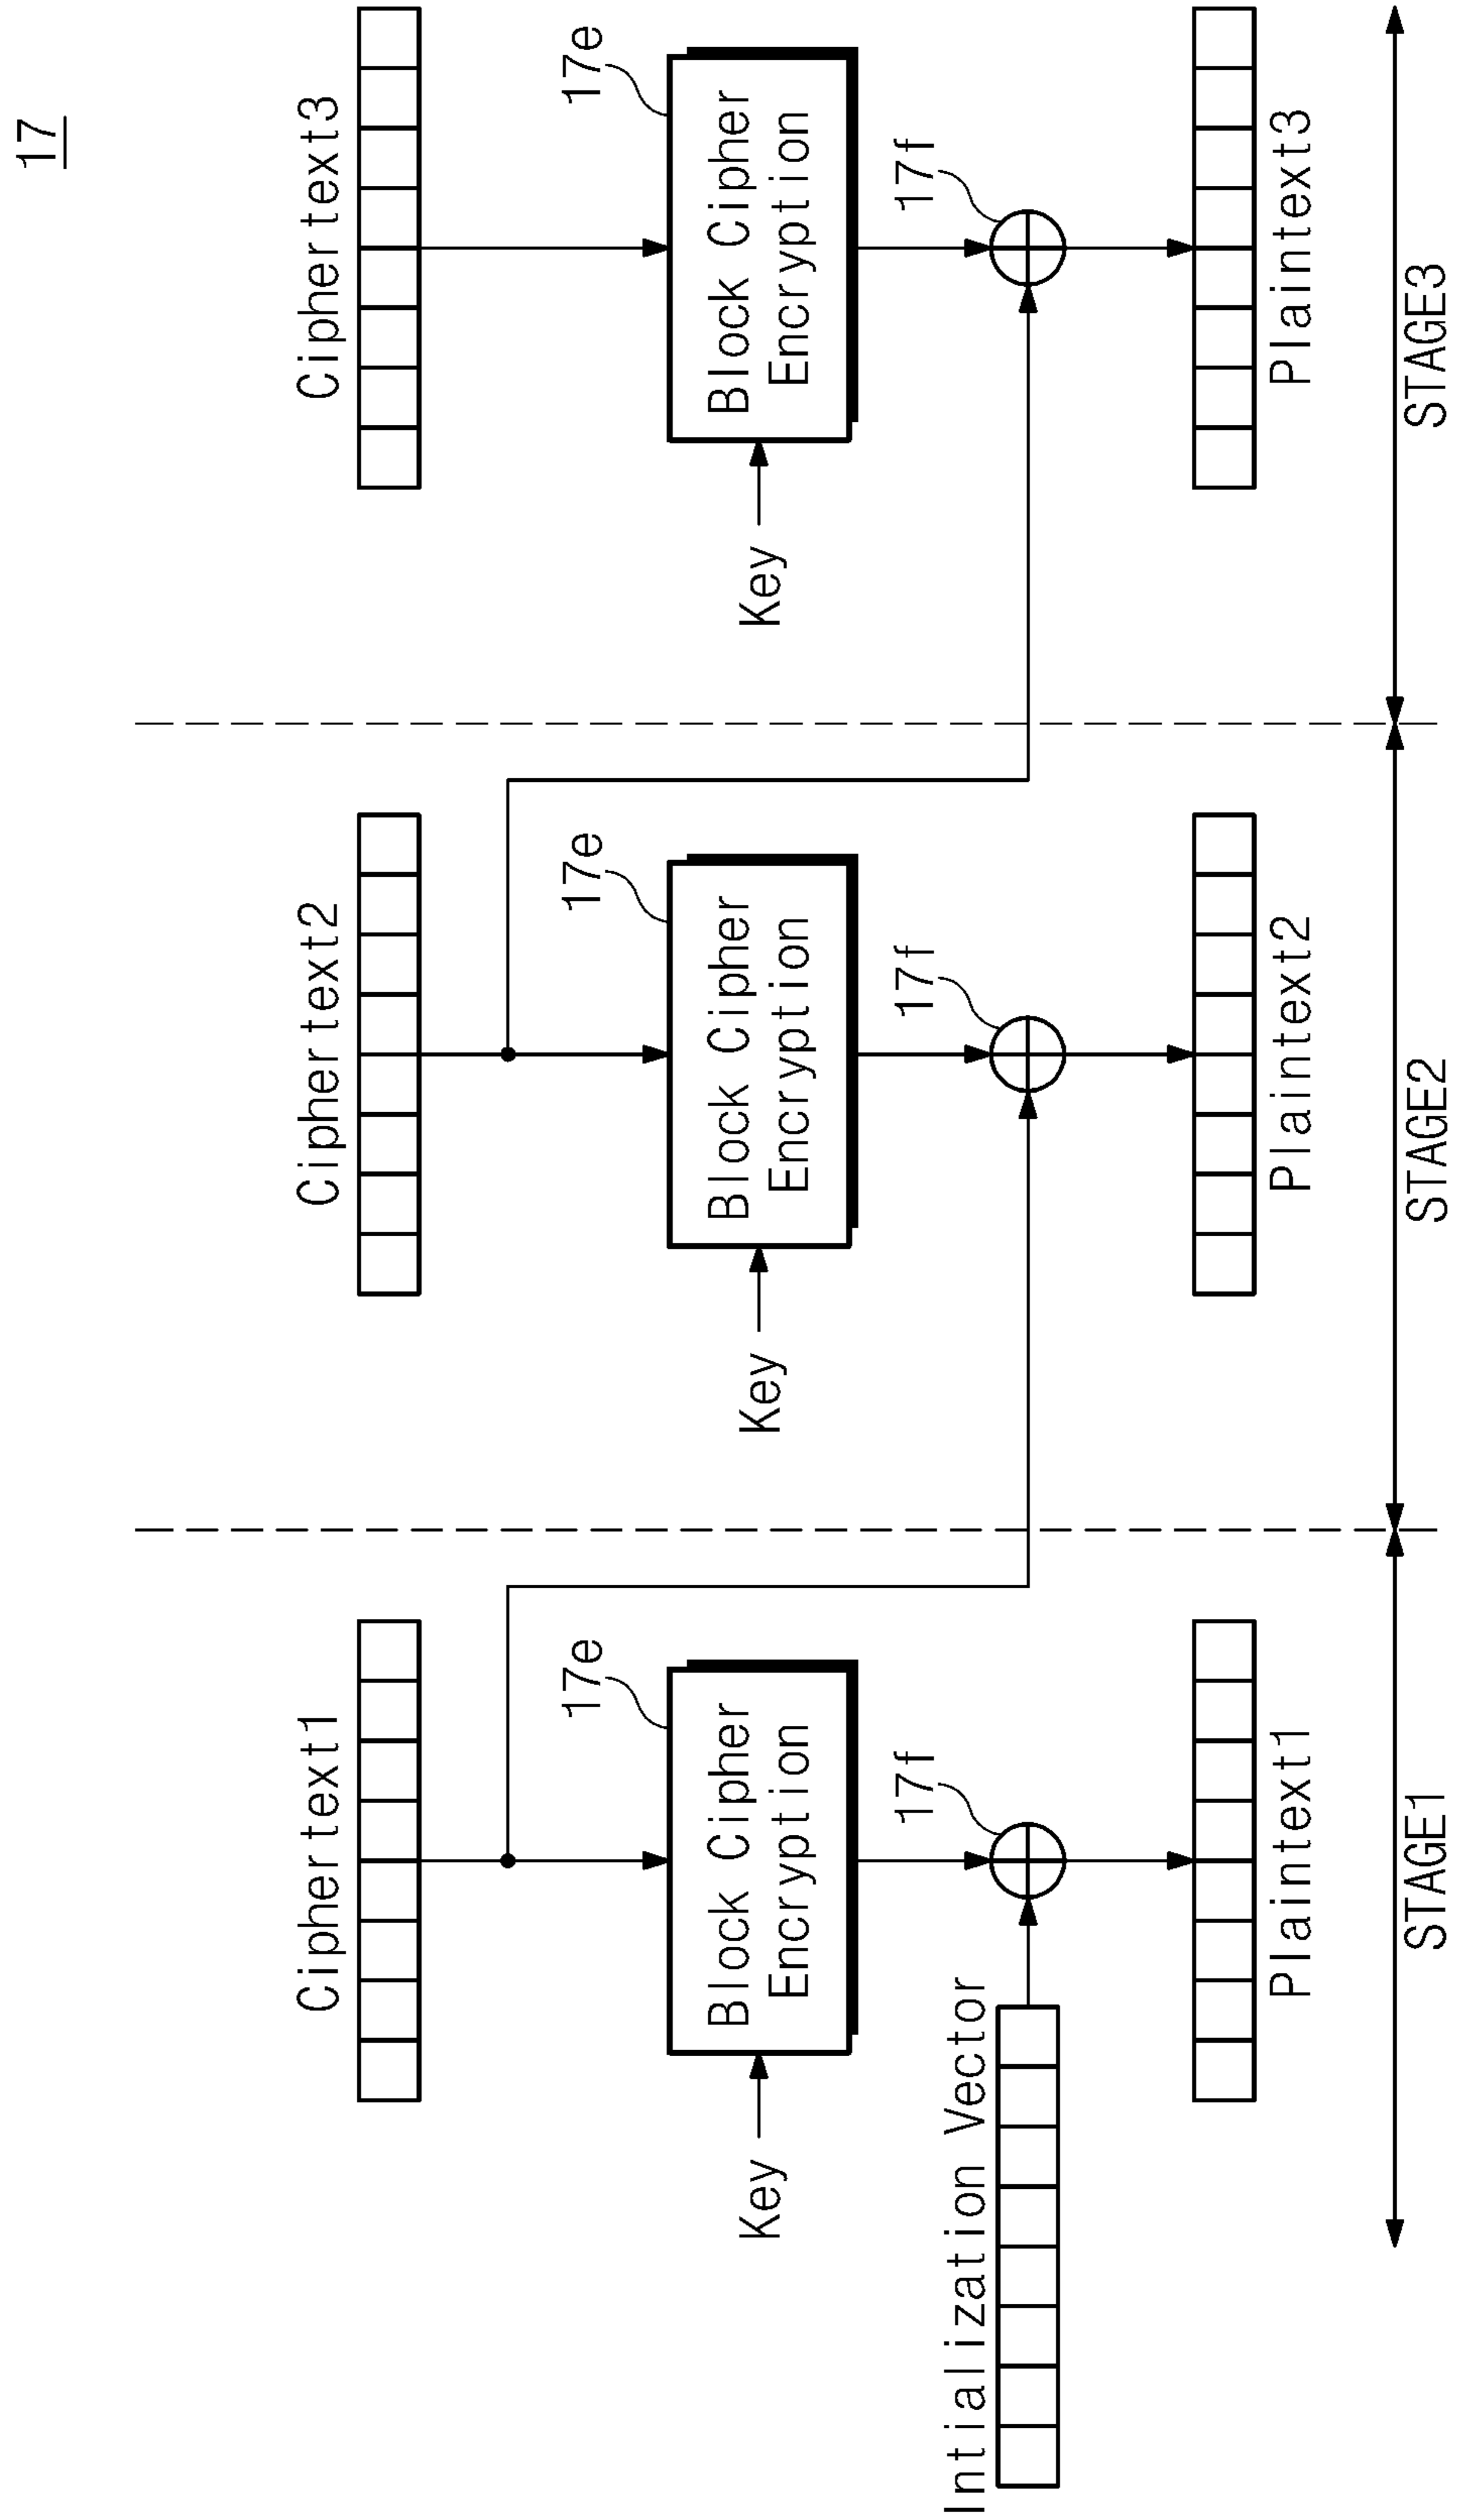 17
Ciphertext1
Ciphertext2
Ciphertext3
17e
17e
17e
Key
Block Cipher
Encryption
Key
Block Cipher
Encryption
Key
Block Cipher
Encryption
17f
17f
17f
Intialization Vector
Plaintext1
Plaintext2
Plaintext3
STAGE1
STAGE2
STAGE3